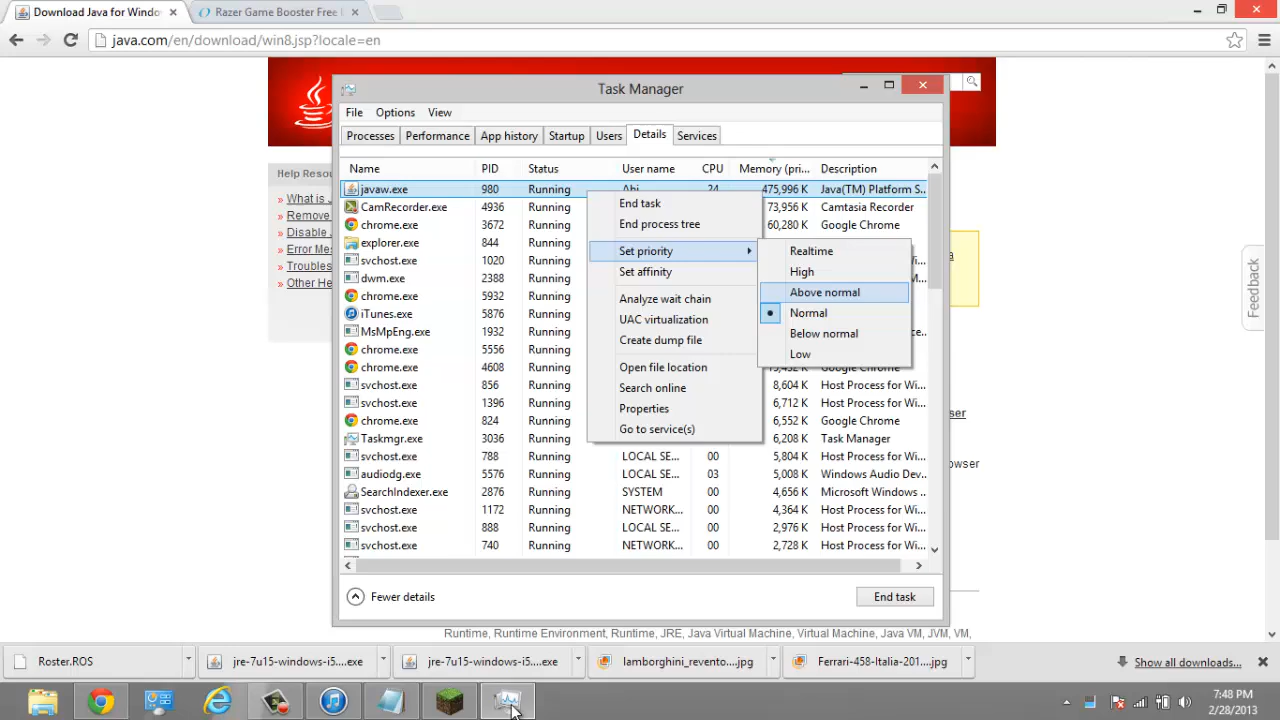 Download Java for Windo
Razer Game Booster Free
java.com/en/download/win8.jsp?locale=en
Task Manager
File Options View
Help Resou
Processes Performance App history Startup Users Details Services
Name PID Status User name CPU Memory (pri... Description
javaw.exe 980 Running Abi 24 475,996 K Java(TM) Platform S...
CamRecorder.exe 4936 Running 73,956 K Camtasia Recorder
chrome.exe 3672 Running 60,280 K Google Chrome
explorer.exe 844 Running
svchost.exe 1020 Running
dwm.exe 828 Running
chrome.exe 5932 Running
iTunes.exe 908 Running
MsMpEng.exe 1932 Running
chrome.exe 5556 Running
chrome.exe 4608 Running Google Chrome
svchost.exe 856 Running 8,604 K Host Process for Wi...
svchost.exe 1396 Running 6,712 K Host Process for Wi...
chrome.exe 824 Running 6,552 K Google Chrome
Taskmgr.exe 3036 Running 6,208 K Task Manager
svchost.exe 788 Running LOCAL SE... 00 5,804 K Host Process for Wi...
audiodg.exe 5576 Running LOCAL SE... 03 5,008 K Windows Audio Dev...
SearchIndexer.exe 2876 Running SYSTEM 00 4,656 K Microsoft Windows ...
svchost.exe 1172 Running NETWORK... 00 4,364 K Host Process for Wi...
svchost.exe 888 Running LOCAL SE... 00 2,976 K Host Process for Wi...
svchost.exe 740 Running NETWORK... 00 2,728 K Host Process for Wi...
End task
End process tree
Set priority
Set affinity
Analyze wait chain
UAC virtualization
Create dump file
Open file location
Search online
Properties
Go to service(s)
Realtime
High
Above normal
Normal
Below normal
Low
What is
Remove
Disable
Error Mes
Troubles
Other He
Feedback
ser
owser
Fewer details
End task
Runtime, Runtime Environment, Runtime, JRE, Java Virtual Machine, Virtual Machine, Java VM, JVM, VM,
Roster.ROS jre-7u15-windows-i5....exe jre-7u15-windows-i5....exe lamborghini_revento....jpg Ferrari-458-Italia-201....jpg Show all downloads...
7:48 PM
2/28/2013